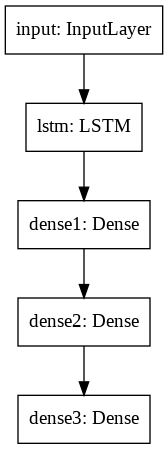 input: InputLayer
lstm: LSTM
dense1: Dense
dense2: Dense
dense3: Dense